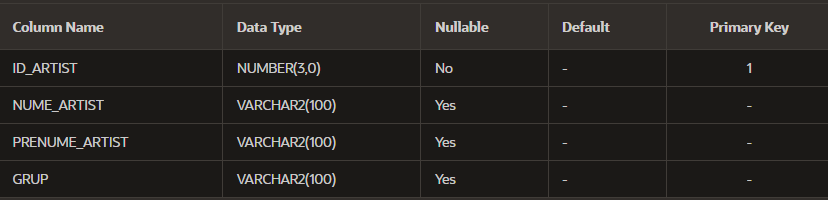 Column Name Data Type Nullable Default Primary Key
ID_ARTIST NUMBER(3,0) No - 1
NUME_ARTIST VARCHAR2(100) Yes - -
PRENUME_ARTIST VARCHAR2(100) Yes - -
GRUP VARCHAR2(100) Yes - -